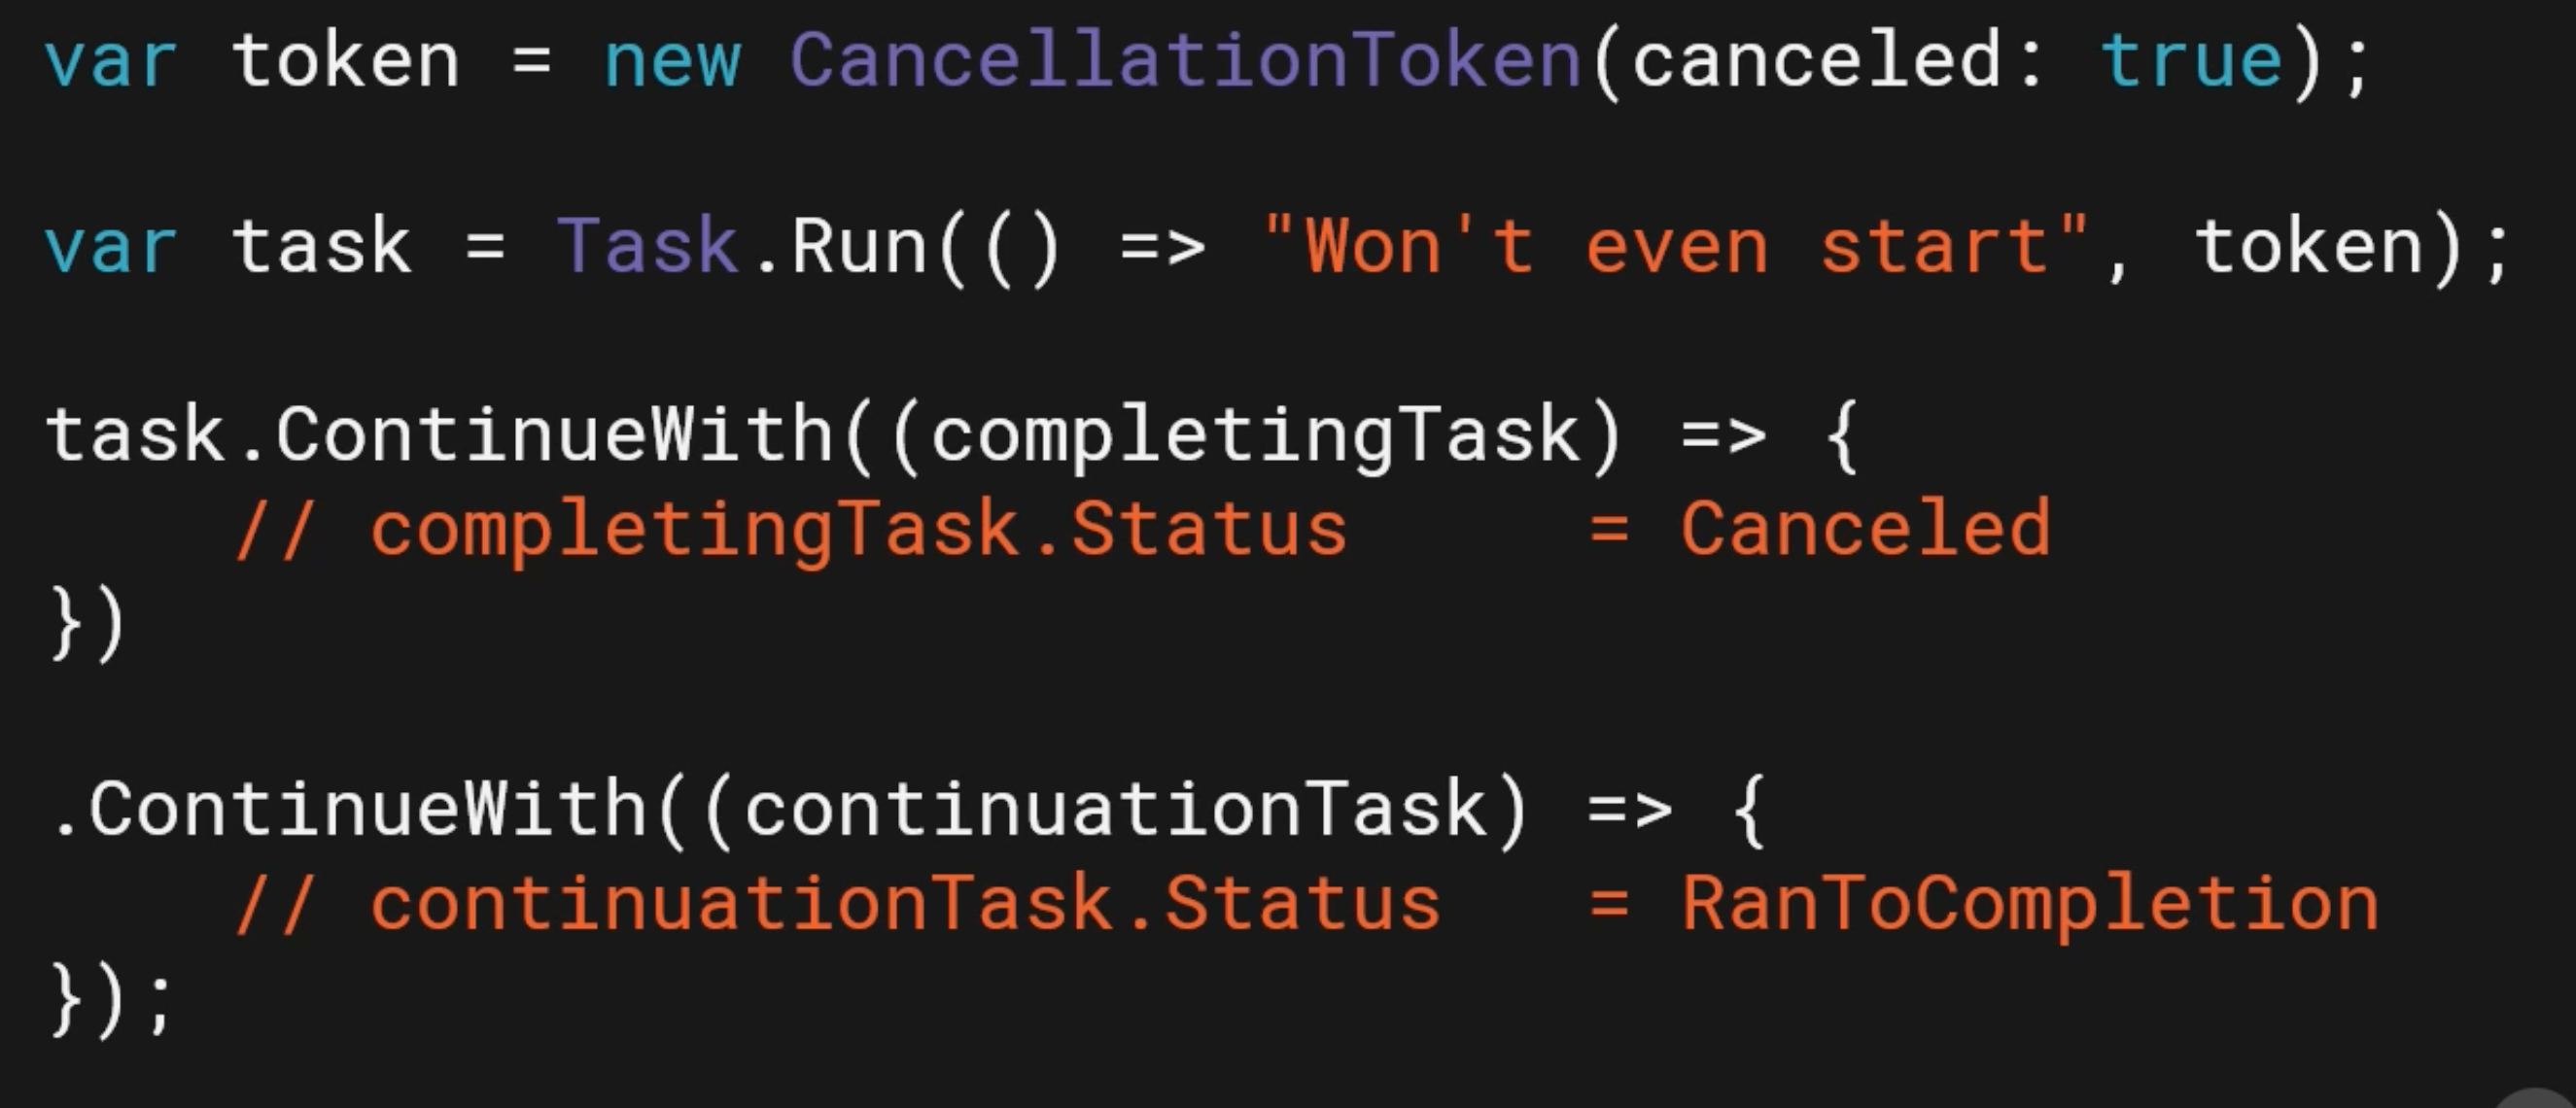 var token = new CancellationToken(canceled: true);
var task = Task.Run(() => "Won't even start", token);
task.ContinueWith((completingTask) => {
    // completingTask.Status     = Canceled
})
.ContinueWith((continuationTask) => {
    // continuationTask.Status   = RanToCompletion
});